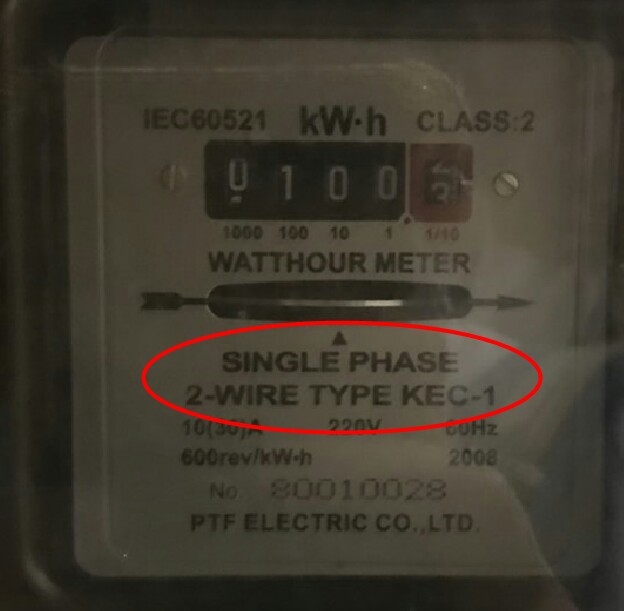 IEC60521 kW·h CLASS:2
0 1 0 0
1000 100 10 1 1/10
WATTHOUR METER
SINGLE PHASE
2-WIRE TYPE KEC-1
10(30)A 220V 60Hz
600rev/kW·h 2008
No 80010028
PTF ELECTRIC CO.,LTD.